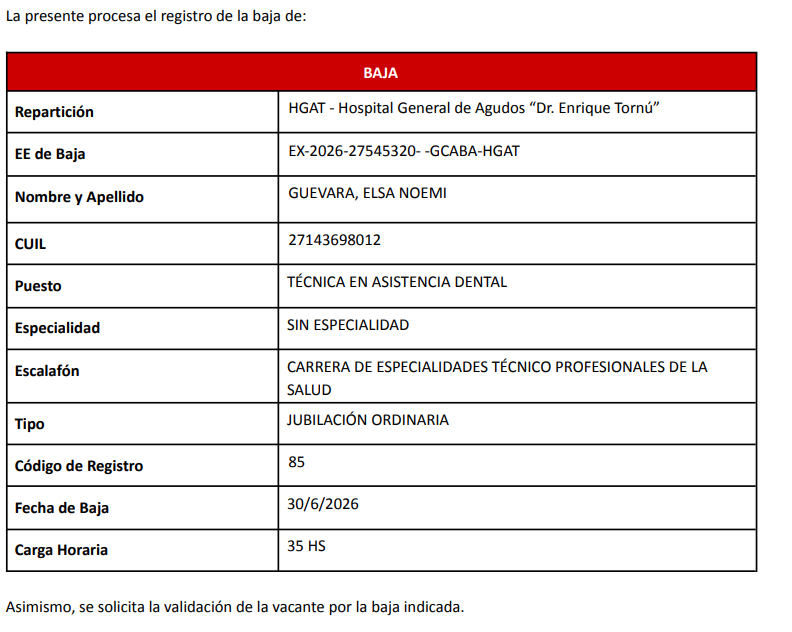 La presente procesa el registro de la baja de:
BAJA
Repartición HGAT - Hospital General de Agudos “Dr. Enrique Tornú”
EE de Baja EX-2026-27545320- -GCABA-HGAT
Nombre y Apellido GUEVARA, ELSA NOEMI
CUIL 27143698012
Puesto TÉCNICA EN ASISTENCIA DENTAL
Especialidad SIN ESPECIALIDAD
Escalafón CARRERA DE ESPECIALIDADES TÉCNICO PROFESIONALES DE LA
SALUD
Tipo JUBILACIÓN ORDINARIA
Código de Registro 85
Fecha de Baja 30/6/2026
Carga Horaria 35 HS
Asimismo, se solicita la validación de la vacante por la baja indicada.